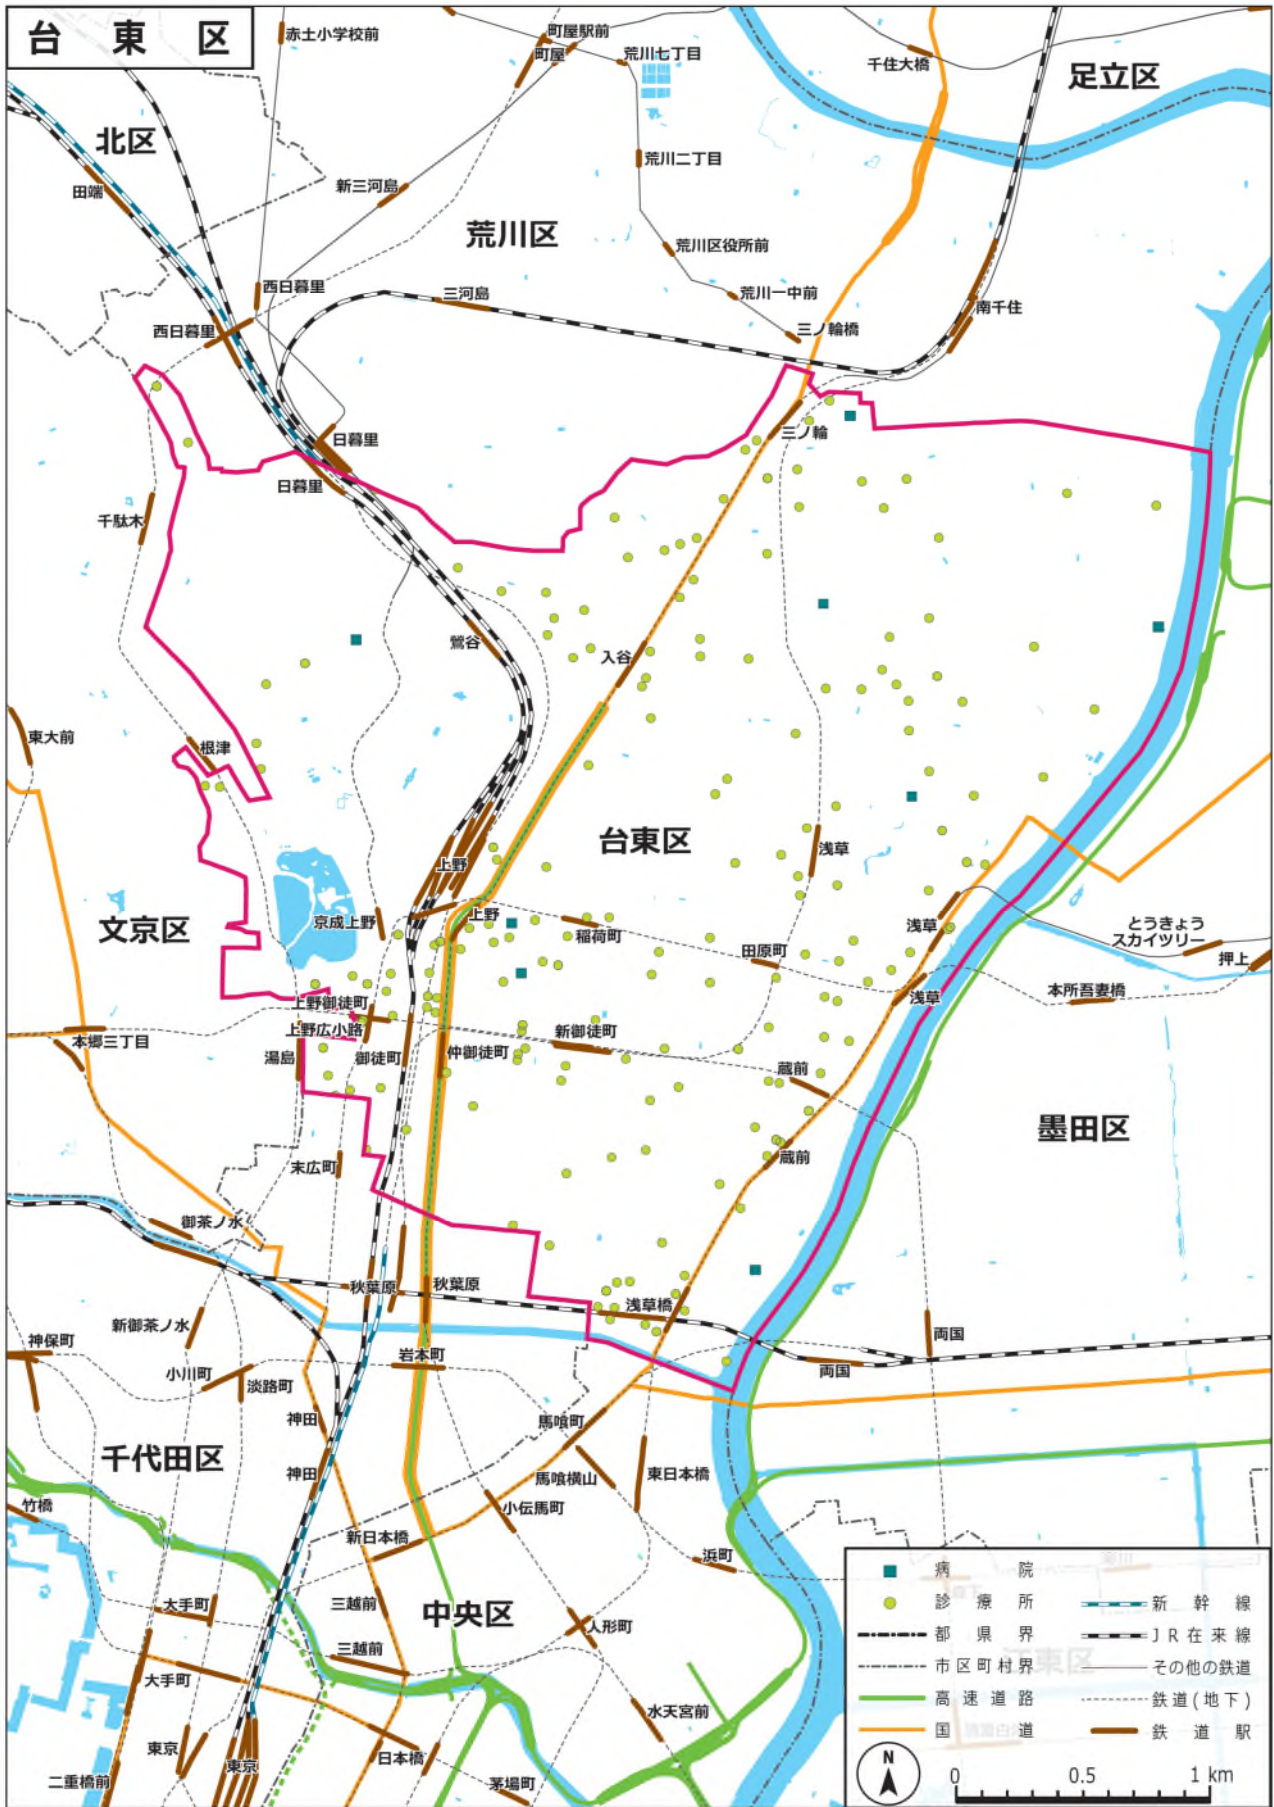 台東区
赤土小学校前
町屋駅前
町屋
荒川七丁目
千住大橋
足立区
北区
荒川二丁目
田端
新三河島
荒川区
荒川区役所前
西日暮里
三河島
荒川一中前
南千住
西日暮里
三ノ輪橋
日暮里
三ノ輪
日暮里
千駄木
鶯谷
入谷
東大前
根津
台東区
浅草
上野
文京区
京成上野
上野
稲荷町
田原町
浅草
とうきょう
スカイツリー
押上
上野御徒町
浅草
本所吾妻橋
上野広小路
新御徒町
本郷三丁目
湯島
御徒町
仲御徒町
蔵前
墨田区
末広町
蔵前
御茶ノ水
秋葉原
秋葉原
浅草橋
新御茶ノ水
神保町
両国
岩本町
小川町
淡路町
両国
神田
馬喰町
千代田区
神田
馬喰横山
東日本橋
竹橋
小伝馬町
新日本橋
浜町
大手町
三越前
中央区
人形町
三越前
大手町
水天宮前
東京
東京
日本橋
二重橋前
茅場町
病院
診療所
新幹線
都県界
JR在来線
市区町村界
その他の鉄道
高速道路
鉄道(地下)
国道
鉄道駅
N
0 0.5 1 km